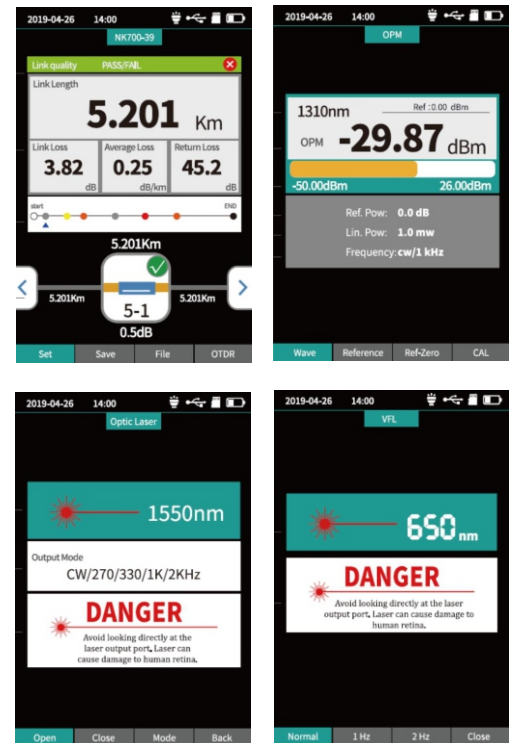 2019-04-26 14:00
NK700-39
Link quality PASS/FAIL
Link Length
5.201 Km
Link Loss Average Loss Return Loss
3.82 0.25 45.2
dB dB/km dB
start END
5.201Km
5.201Km 5.201Km
5-1
0.5dB
Set Save File OTDR
2019-04-26 14:00
OPM
1310nm Ref :0.00 dBm
OPM -29.87 dBm
-50.00dBm 26.00dBm
Ref. Pow: 0.0 dB
Lin. Pow: 1.0 mw
Frequency:cw/1 kHz
Wave Reference Ref-Zero CAL
2019-04-26 14:00
Optic Laser
1550nm
Output Mode
CW/270/330/1K/2KHz
DANGER
Avoid looking directly at the
laser output port. Laser can
cause damage to human retina.
Open Close Mode Back
2019-04-26 14:00
VFL
650nm
DANGER
Avoid looking directly at the laser
output port. Laser can cause damage to
human retina.
Normal 1 Hz 2 Hz Close